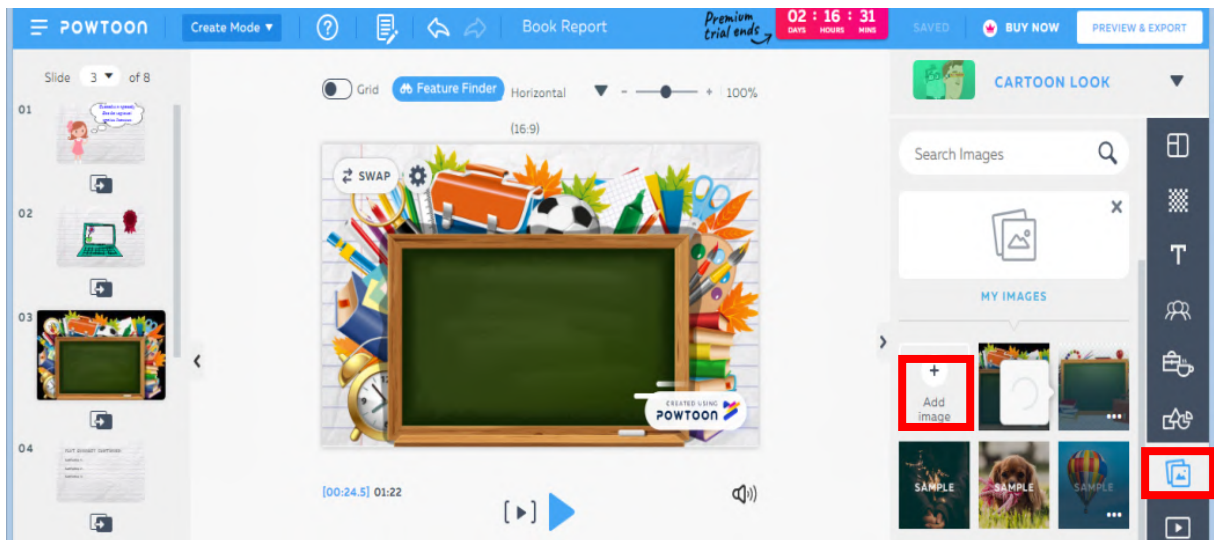 POWTOON
Create Mode ▼
?
Book Report
Premium
trial ends
02 : 16 : 31
DAYS HOURS MINS
SAVED
BUY NOW
PREVIEW & EXPORT
Slide 3 ▼ of 8
01
02
03
04
Grid
Feature Finder
Horizontal ▼
- + 100%
(16:9)
SWAP
12
CREATED USING
POWTOON
[00:24.5] 01:22
CARTOON LOOK
Search Images
MY IMAGES
+
Add
image
SAMPLE
SAMPLE
SAMPLE
T